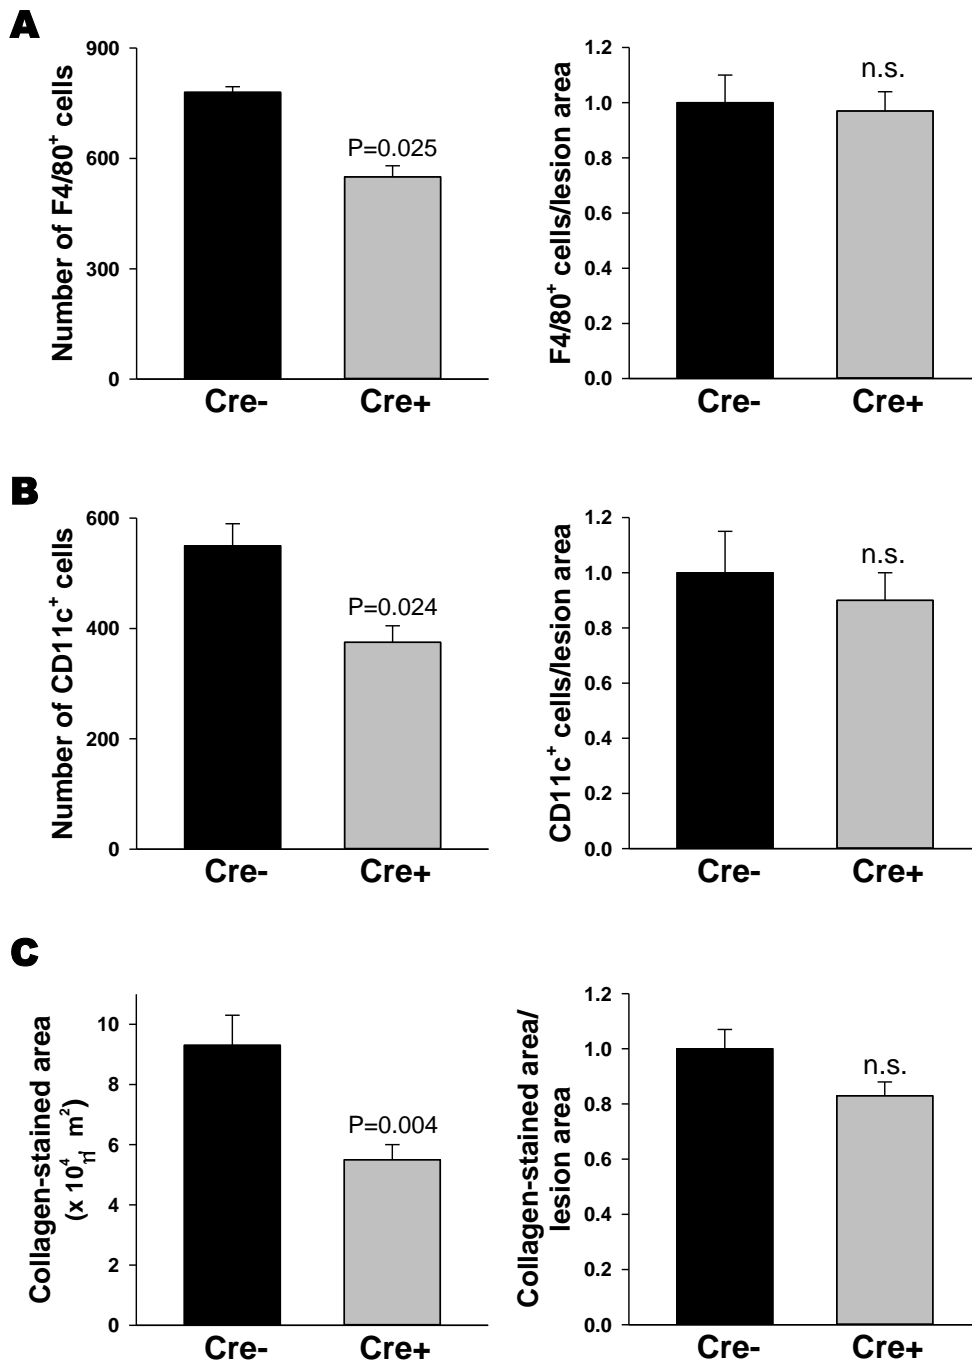 A
Number of F4/80⁺ cells
900
600
300
0
P=0.025
Cre-
Cre+
F4/80⁺ cells/lesion area
1.2
1.0
0.8
0.6
0.4
0.2
0.0
n.s.
Cre-
Cre+
B
Number of CD11c⁺ cells
600
400
200
0
P=0.024
Cre-
Cre+
CD11c⁺ cells/lesion area
1.2
1.0
0.8
0.6
0.4
0.2
0.0
n.s.
Cre-
Cre+
C
Collagen-stained area
(x 10⁴ m²)
10
8
6
4
2
0
P=0.004
Cre-
Cre+
Collagen-stained area/
lesion area
1.2
1.0
0.8
0.6
0.4
0.2
0.0
n.s.
Cre-
Cre+